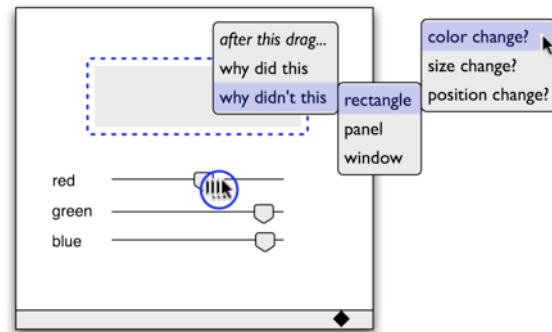 after this drag...
why did this
why didn't this
rectangle
panel
window
color change?
size change?
position change?
red
green
blue